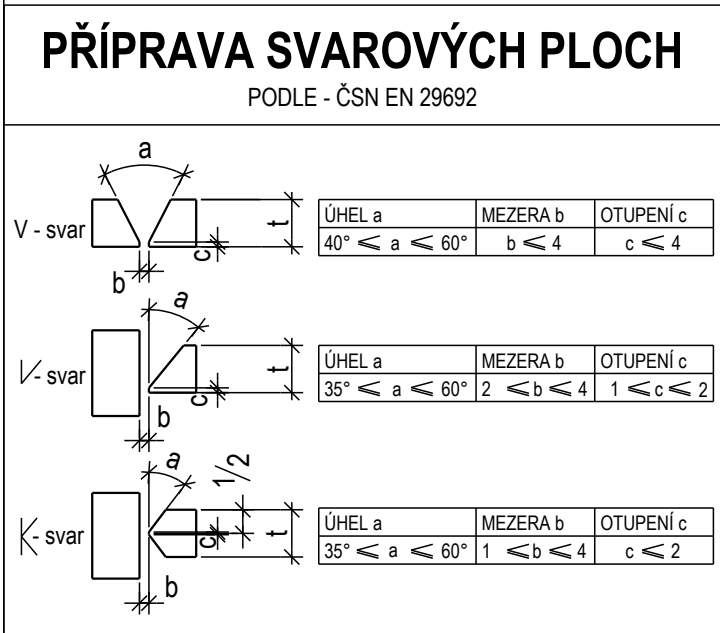 PŘÍPRAVA SVAROVÝCH PLOCH
PODLE - ČSN EN 29692
a
V - svar
t
c
b
ÚHEL a MEZERA b OTUPENÍ c
40° ≤ a ≤ 60° b ≤ 4 c ≤ 4
a
V - svar
t
c
b
ÚHEL a MEZERA b OTUPENÍ c
35° ≤ a ≤ 60° 2 ≤ b ≤ 4 1 ≤ c ≤ 2
a
1/2
K - svar
t
c
b
ÚHEL a MEZERA b OTUPENÍ c
35° ≤ a ≤ 60° 1 ≤ b ≤ 4 c ≤ 2